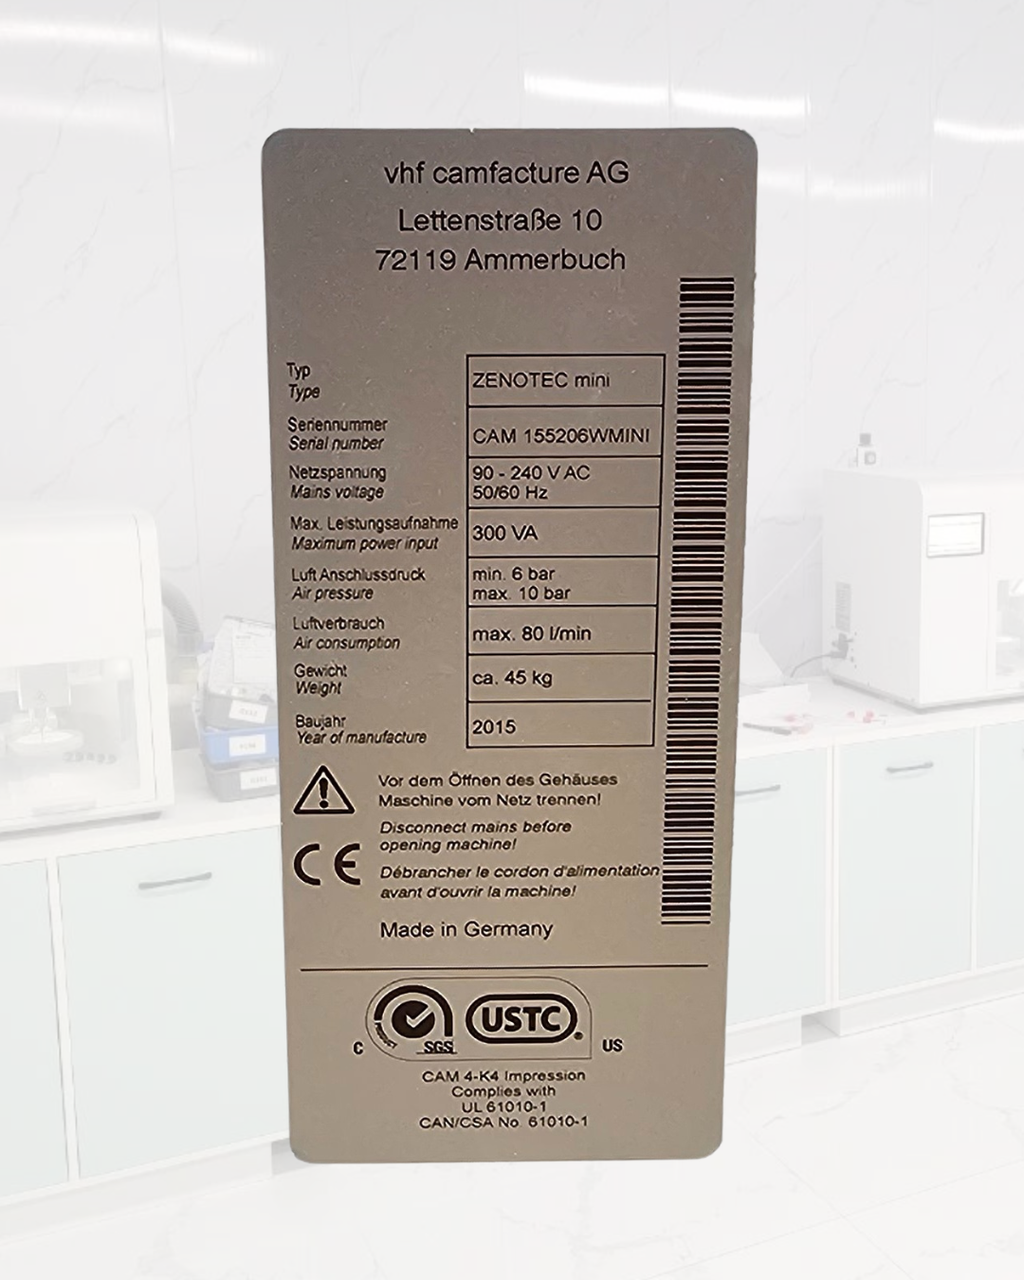 vhf camfacture AG
Lettenstraße 10
72119 Ammerbuch
Typ
Type
ZENOTEC mini
Seriennummer
Serial number
CAM 155206WMINI
Netzspannung
Mains voltage
90 - 240 V AC
50/60 Hz
Max. Leistungsaufnahme
Maximum power input
300 VA
Luft Anschlussdruck
Air pressure
min. 6 bar
max. 10 bar
Luftverbrauch
Air consumption
max. 80 l/min
Gewicht
Weight
ca. 45 kg
Baujahr
Year of manufacture
2015
Vor dem Öffnen des Gehäuses
Maschine vom Netz trennen!
Disconnect mains before
opening machine!
CE
Débrancher le cordon d'alimentation
avant d'ouvrir la machine!
Made in Germany
PRODUCT
SGS
USTC
C
US
CAM 4-K4 Impression
Complies with
UL 61010-1
CAN/CSA No. 61010-1